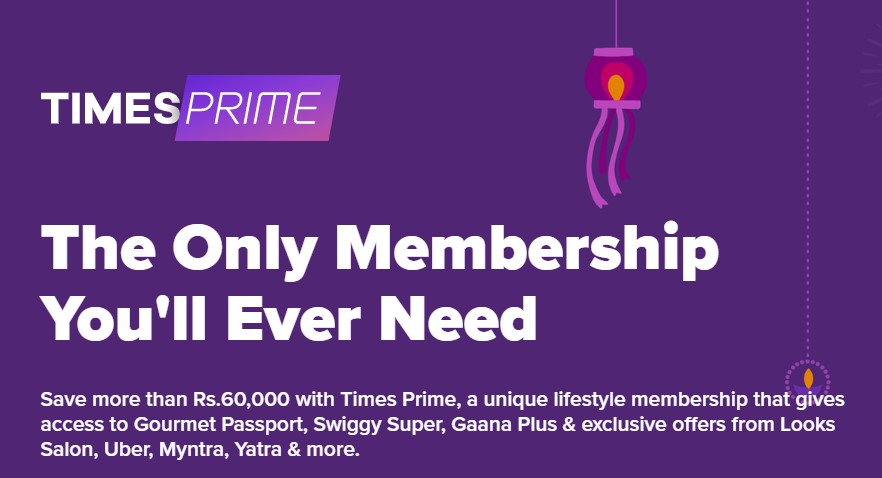 TIMES PRIME
The Only Membership
You'll Ever Need
Save more than Rs.60,000 with Times Prime, a unique lifestyle membership that gives
access to Gourmet Passport, Swiggy Super, Gaana Plus & exclusive offers from Looks
Salon, Uber, Myntra, Yatra & more.